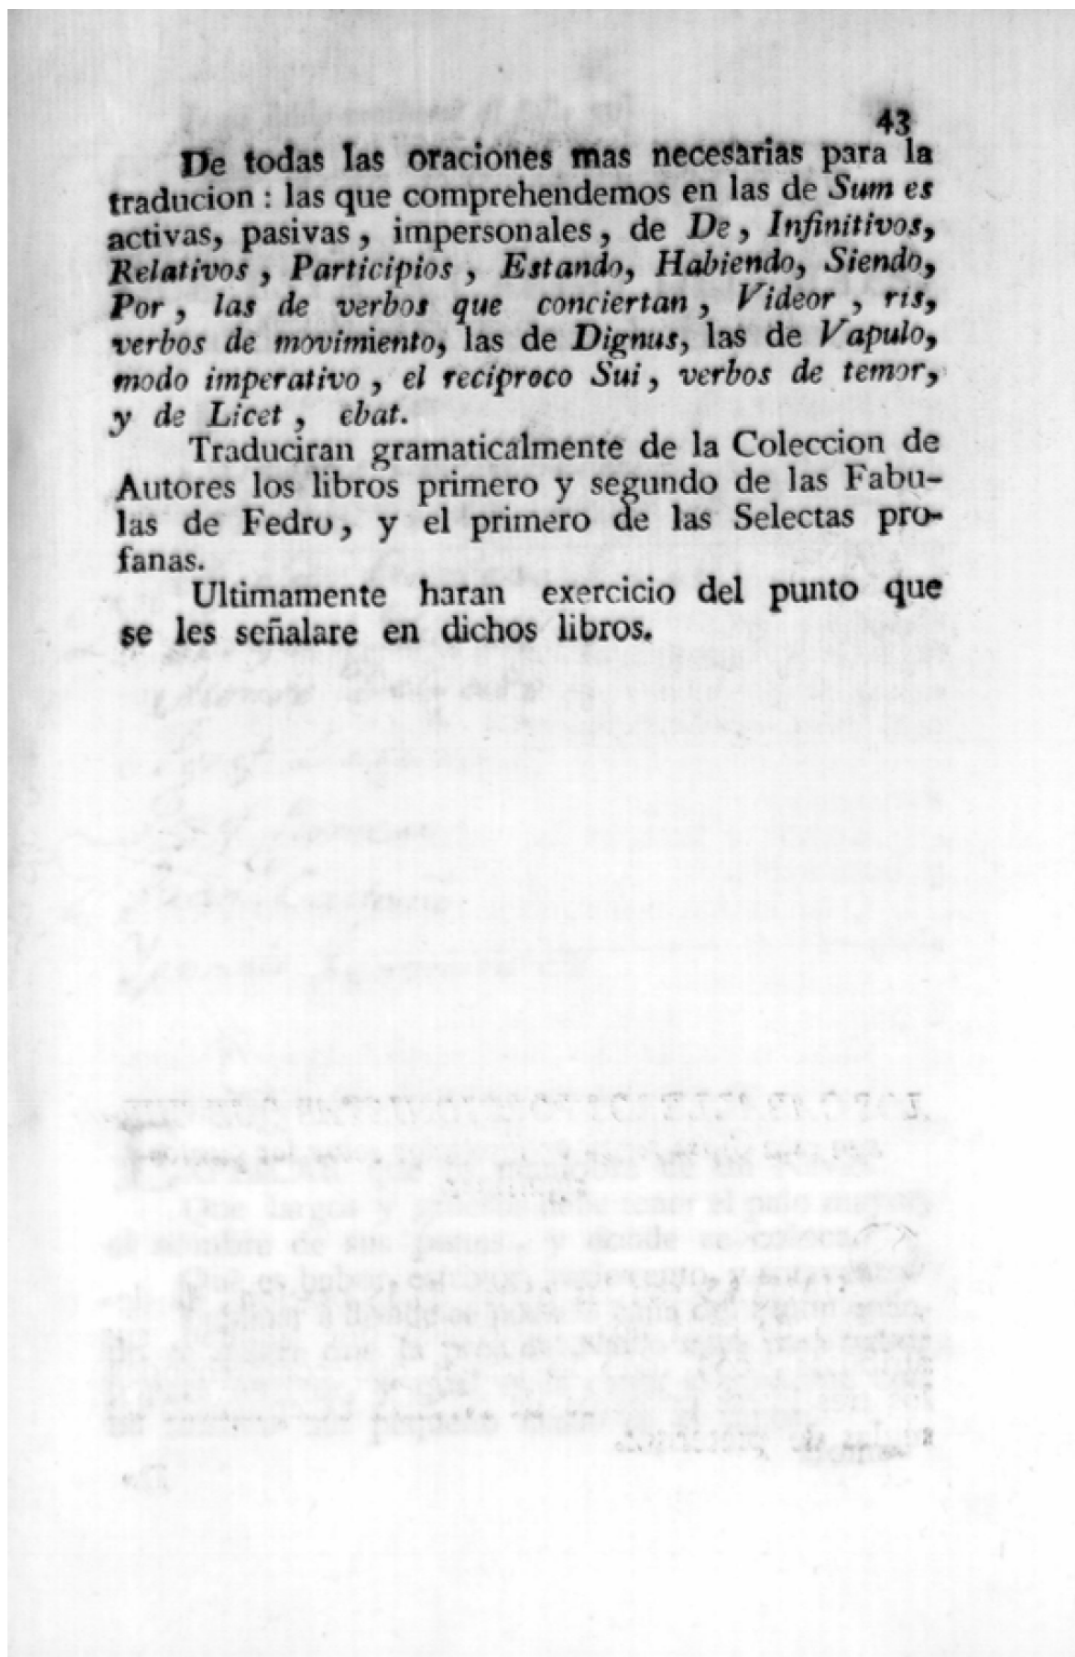 43
De todas las oraciones mas necesarias para la
traducion : las que comprehendemos en las de Sum es
activas, pasivas , impersonales , de De , Infinitivos,
Relativos , Participios , Estando, Habiendo, Siendo,
Por , las de verbos que conciertan , Videor , ris,
verbos de movimiento, las de Dignus, las de Vapulo,
modo imperativo , el reciproco Sui , verbos de temor,
y de Licet , ebat.
Traduciran gramaticalmente de la Coleccion de
Autores los libros primero y segundo de las Fabu-
las de Fedro, y el primero de las Selectas pro-
fanas.
Ultimamente haran exercicio del punto que
se les señalare en dichos libros.